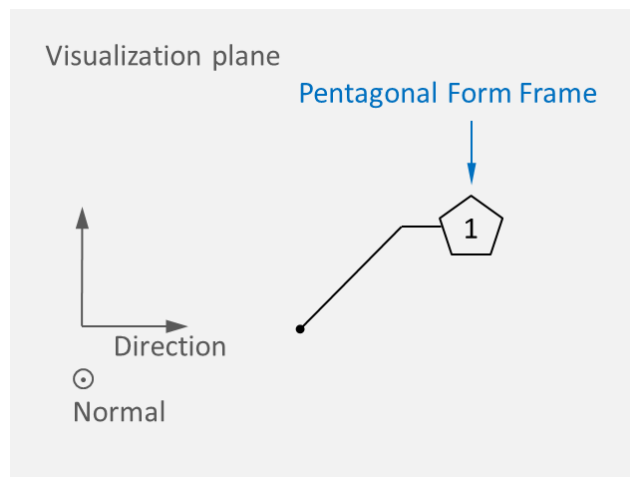 Visualization plane
Pentagonal Form Frame
1
Direction
Normal